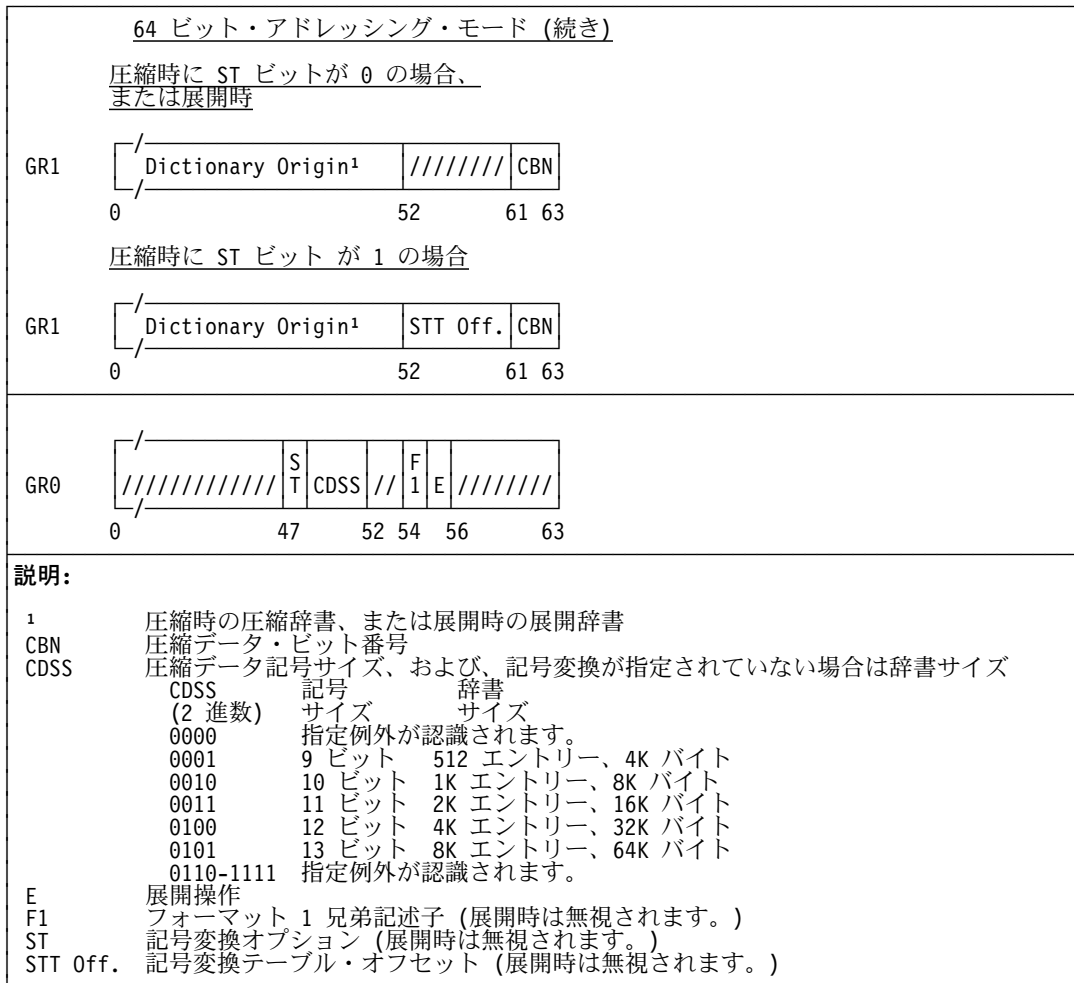 64 ビット・アドレッシング・モード (続き)
圧縮時に ST ビットが 0 の場合、
または展開時
GR1 Dictionary Origin¹ //////// CBN
0 52 61 63
圧縮時に ST ビット が 1 の場合
GR1 Dictionary Origin¹ STT Off. CBN
0 52 61 63
S F
GR0 ///////////// T CDSS // 1 E ////////
0 47 52 54 56 63
説明:
¹ 圧縮時の圧縮辞書、または展開時の展開辞書
CBN 圧縮データ・ビット番号
CDSS 圧縮データ記号サイズ、および、記号変換が指定されていない場合は辞書サイズ
CDSS 記号 辞書
(2 進数) サイズ サイズ
0000 指定例外が認識されます。
0001 9 ビット 512 エントリー、4K バイト
0010 10 ビット 1K エントリー、8K バイト
0011 11 ビット 2K エントリー、16K バイト
0100 12 ビット 4K エントリー、32K バイト
0101 13 ビット 8K エントリー、64K バイト
0110-1111 指定例外が認識されます。
E 展開操作
F1 フォーマット 1 兄弟記述子 (展開時は無視されます。)
ST 記号変換オプション (展開時は無視されます。)
STT Off. 記号変換テーブル・オフセット (展開時は無視されます。)